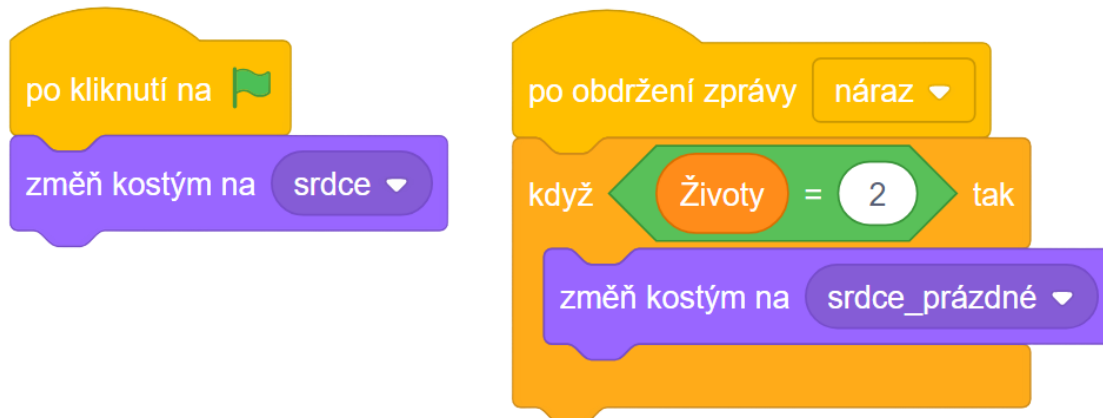 po kliknutí na
změň kostým na srdce
po obdržení zprávy náraz
když Životy = 2 tak
změň kostým na srdce_prázdné